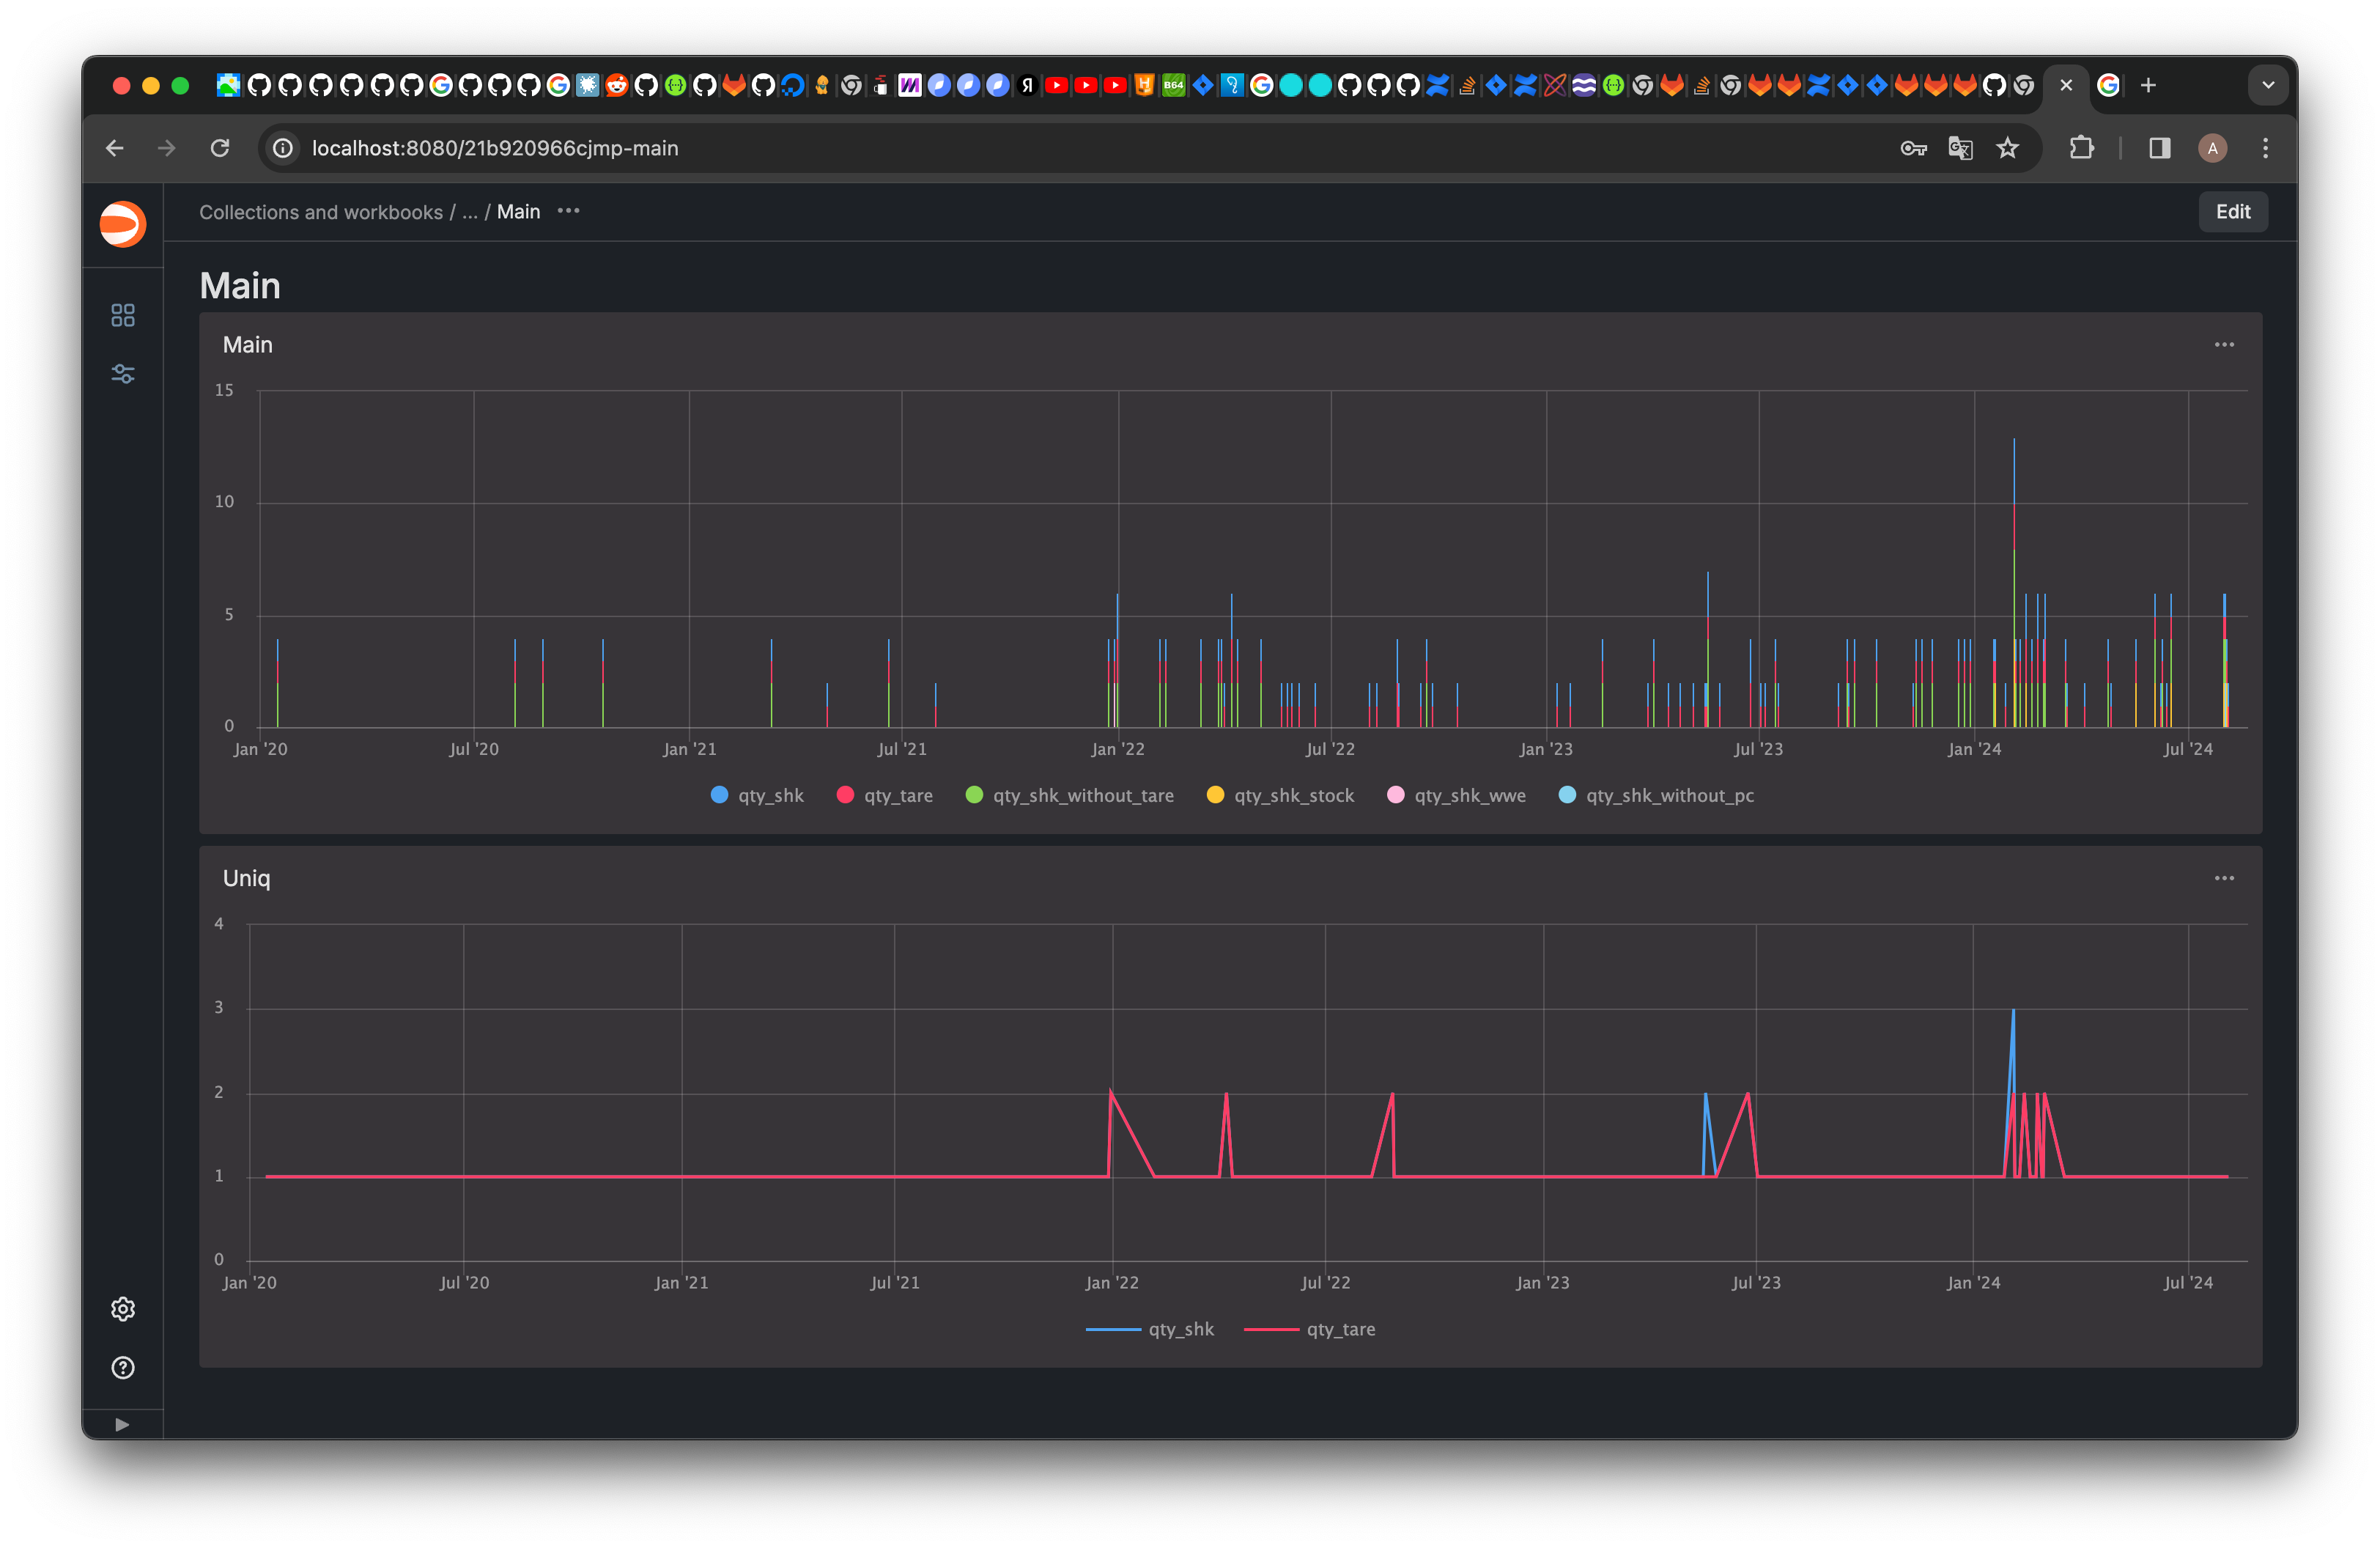 localhost:8080/21b920966cjmp-main
A
Collections and workbooks / ... / Main ···
Edit
Main
Main
15
10
5
0
Jan '20 Jul '20 Jan '21 Jul '21 Jan '22 Jul '22 Jan '23 Jul '23 Jan '24 Jul '24
qty_shk qty_tare qty_shk_without_tare qty_shk_stock qty_shk_wwe qty_shk_without_pc
Uniq
4
3
2
1
0
Jan '20 Jul '20 Jan '21 Jul '21 Jan '22 Jul '22 Jan '23 Jul '23 Jan '24 Jul '24
qty_shk qty_tare